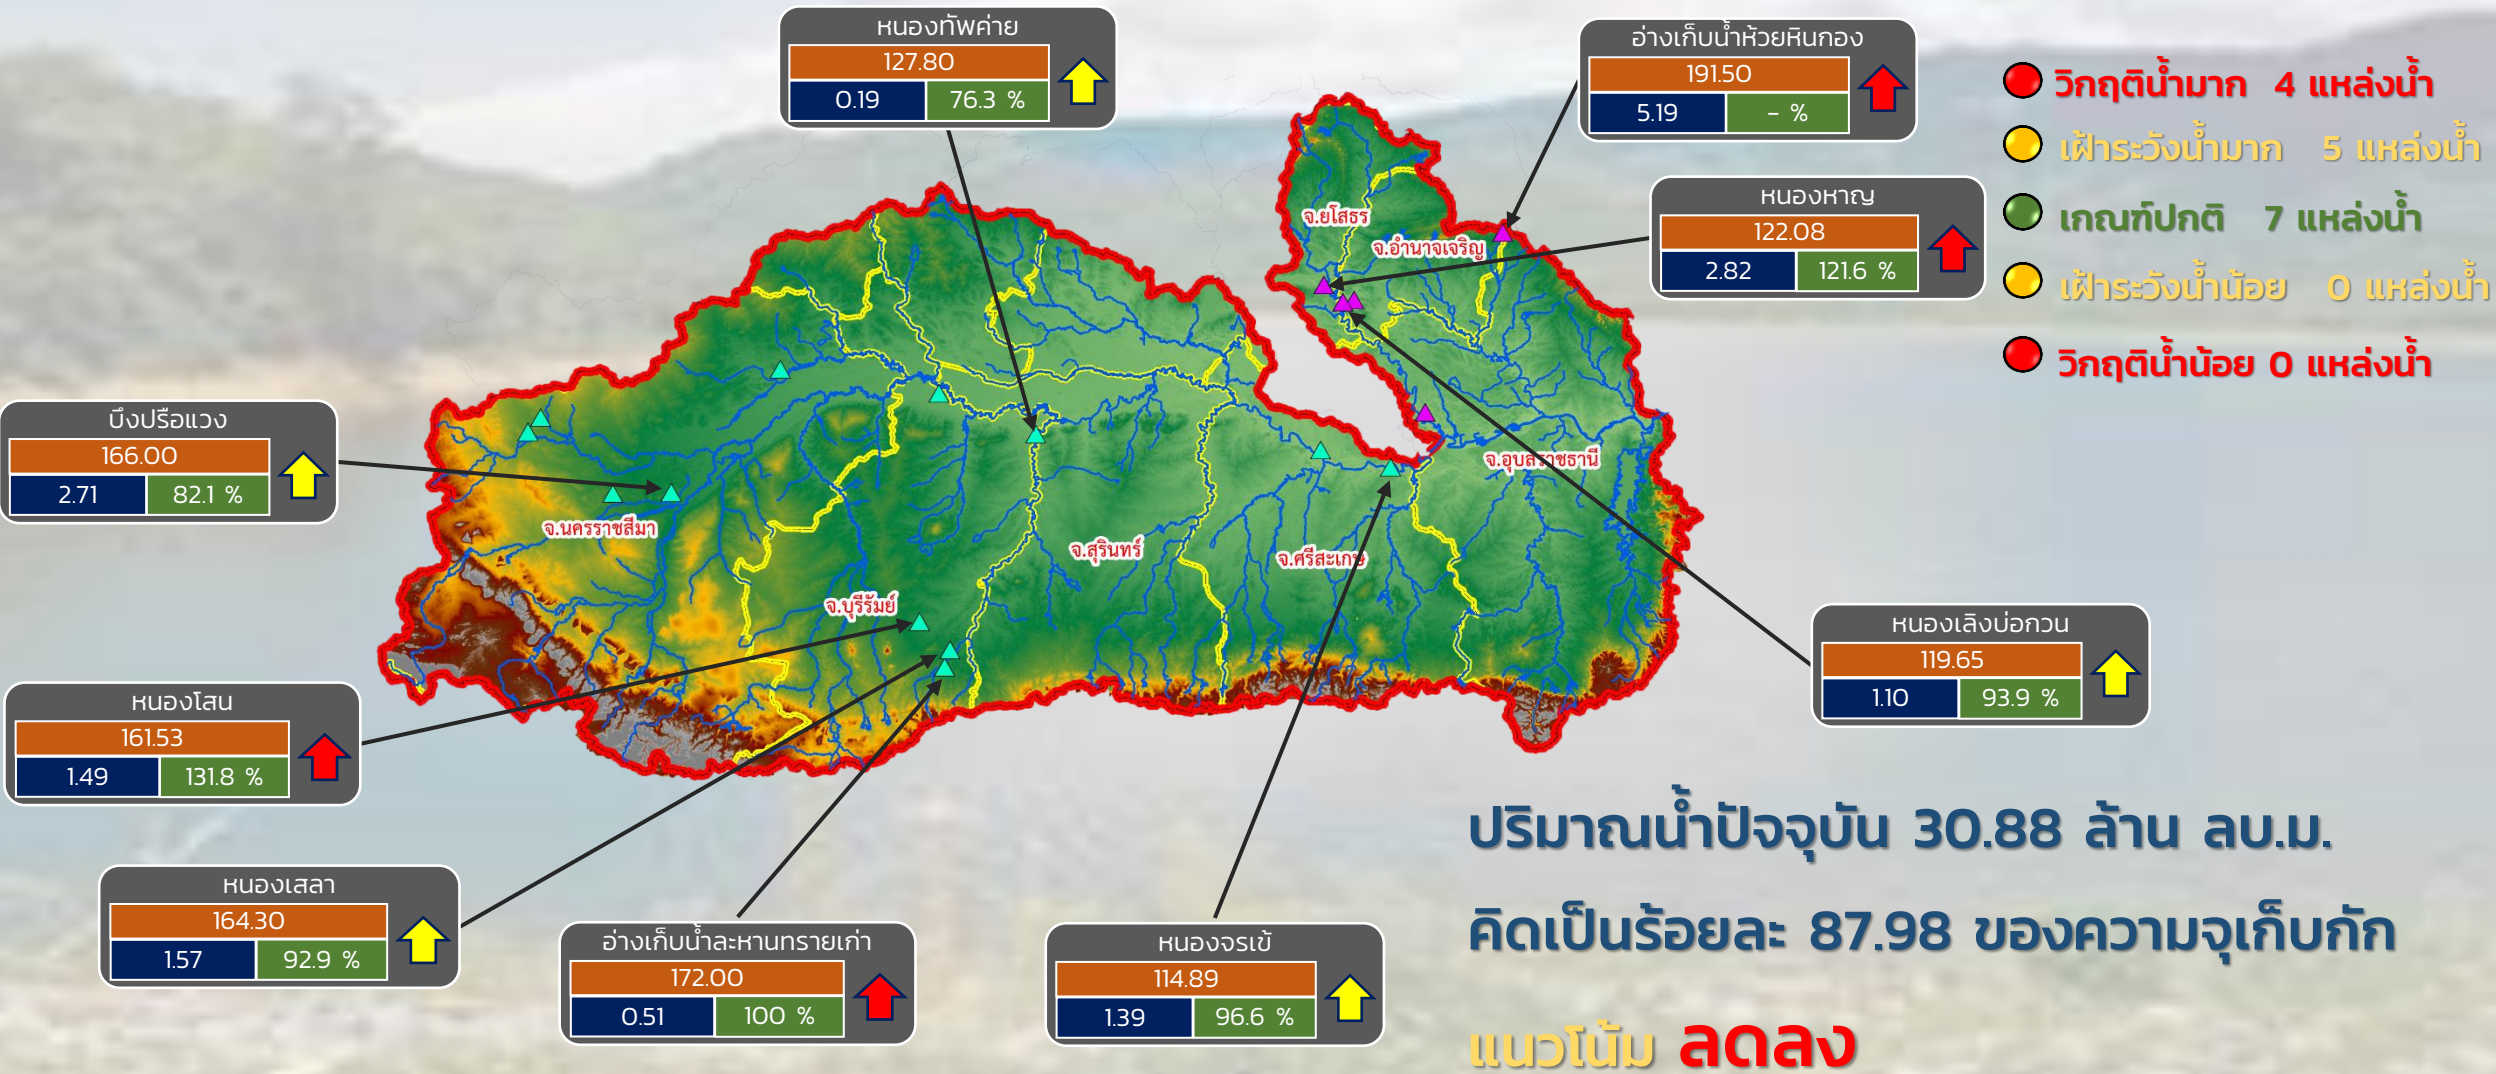 หนองทัพค่าย
127.80
0.19 76.3 %
อ่างเก็บน้ำห้วยหินกอง
191.50
5.19 - %
วิกฤติน้ำมาก 4 แหล่งน้ำ
เฝ้าระวังน้ำมาก 5 แหล่งน้ำ
เกณฑ์ปกติ 7 แหล่งน้ำ
เฝ้าระวังน้ำน้อย 0 แหล่งน้ำ
วิกฤติน้ำน้อย 0 แหล่งน้ำ
หนองหาญ
122.08
2.82 121.6 %
จ.ยโสธร
จ.อำนาจเจริญ
บึงปรือแวง
166.00
2.71 82.1 %
จ.อุบลราชธานี
จ.นครราชสีมา
จ.สุรินทร์
จ.ศรีสะเกษ
จ.บุรีรัมย์
หนองเลิงบ่อกวน
119.65
1.10 93.9 %
หนองโสน
161.53
1.49 131.8 %
หนองเสลา
164.30
1.57 92.9 %
อ่างเก็บน้ำละหานทรายเก่า
172.00
0.51 100 %
หนองจรเข้
114.89
1.39 96.6 %
ปริมาณน้ำปัจจุบัน 30.88 ล้าน ลบ.ม.
คิดเป็นร้อยละ 87.98 ของความจุเก็บกัก
แนวโน้ม ลดลง